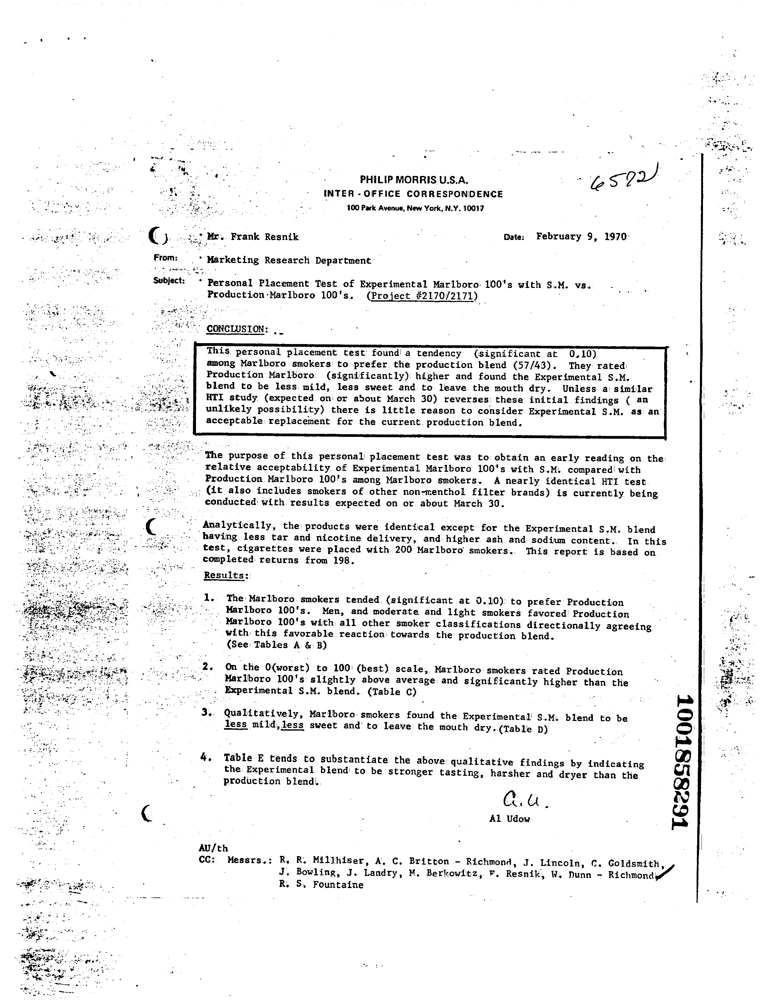 PHILIP MORRIS U.S.A.
INTER - OFFICE CORRESPONDENCE
100 Park Avenue, New York, N.Y. 10017
6592
Mr. Frank Resnik
Date: February 9, 1970
From: Marketing Research Department
Subject: Personal Placement Test of Experimental Marlboro 100's with S.M. vs.
Production Marlboro 100's. (Project #2170/2171)
CONCLUSION:
This personal placement test found a tendency (significant at 0.10)
among Marlboro smokers to prefer the production blend (57/43). They rated
Production Marlboro (significantly) higher and found the Experimental S.M.
blend to be less mild, less sweet and to leave the mouth dry. Unless a similar
HTI study (expected on or about March 30) reverses these initial findings ( an
unlikely possibility) there is little reason to consider Experimental S.M. as an
acceptable replacement for the current production blend.
The purpose of this personal placement test was to obtain an early reading on the
relative acceptability of Experimental Marlboro 100's with S.M. compared with
Production Marlboro 100's among Marlboro smokers. A nearly identical HTI test
(it also includes smokers of other non-menthol filter brands) is currently being
conducted with results expected on or about March 30.
Analytically, the products were identical except for the Experimental S.M. blend
having less tar and nicotine delivery, and higher ash and sodium content. In this
test, cigarettes were placed with 200 Marlboro smokers. This report is based on
completed returns from 198.
Results:
1. The Marlboro smokers tended (significant at 0.10) to prefer Production
Marlboro 100's. Men, and moderate and light smokers favored Production
Marlboro 100's with all other smoker classifications directionally agreeing
with this favorable reaction towards the production blend.
(See Tables A & B)
2. On the 0(worst) to 100 (best) scale, Marlboro smokers rated Production
Marlboro 100's slightly above average and significantly higher than the
Experimental S.M. blend. (Table C)
3. Qualitatively, Marlboro smokers found the Experimental S.M. blend to be
less mild, less sweet and to leave the mouth dry. (Table D)
4. Table E tends to substantiate the above qualitative findings by indicating
the Experimental blend to be stronger tasting, harsher and dryer than the
production blend.
a.u.
Al Udow
AU/th
CC: Messrs.: R. R. Millhiser, A. C. Britton - Richmond, J. Lincoln, C. Goldsmith,
J. Bowling, J. Landry, M. Berkowitz, F. Resnik, W. Dunn - Richmond,
R. S. Fountaine
1001858291